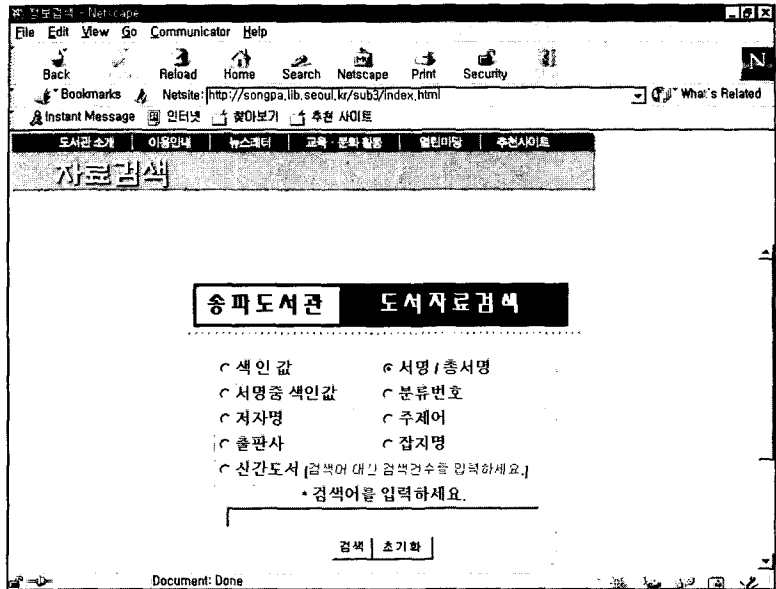 정보검색 - Netscape
File Edit View Go Communicator Help
Back Reload Home Search Netscape Print Security
Bookmarks Netsite: http://songpa.lib.seoul.kr/sub3/index.html What's Related
Instant Message 인터넷 찾아보기 추천 사이트
도서관 소개 이용안내 뉴스레터 교육·문화 활동 열린마당 추천사이트
자료검색
송파도서관 도서자료검색
색인 값 서명 / 총서명
서명중 색인값 분류번호
저자명 주제어
출판사 잡지명
신간도서 [검색어 대신 검색건수를 입력하세요.]
* 검색어를 입력하세요.
검색 초기화
Document: Done